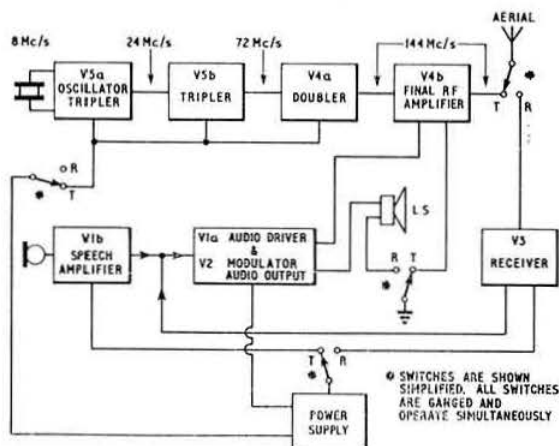 AERIAL
8 Mc/s
24 Mc/s
72 Mc/s
144 Mc/s
V5a
OSCILLATOR
TRIPLER
V5b
TRIPLER
V4a
DOUBLER
V4b
FINAL RF
AMPLIFIER
T
R
R
T
V1b
SPEECH
AMPLIFIER
V1a AUDIO DRIVER
&
V2 MODULATOR
AUDIO OUTPUT
LS
R T
V3
RECEIVER
T R
POWER
SUPPLY
SWITCHES ARE SHOWN
SIMPLIFIED. ALL SWITCHES
ARE GANGED AND
OPERATE SIMULTANEOUSLY